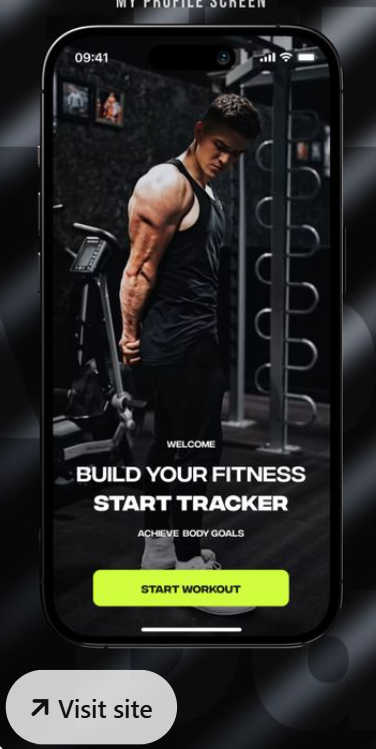 MY PROFILE SCREEN
09:41
WELCOME
BUILD YOUR FITNESS
START TRACKER
ACHIEVE BODY GOALS
START WORKOUT
Visit site